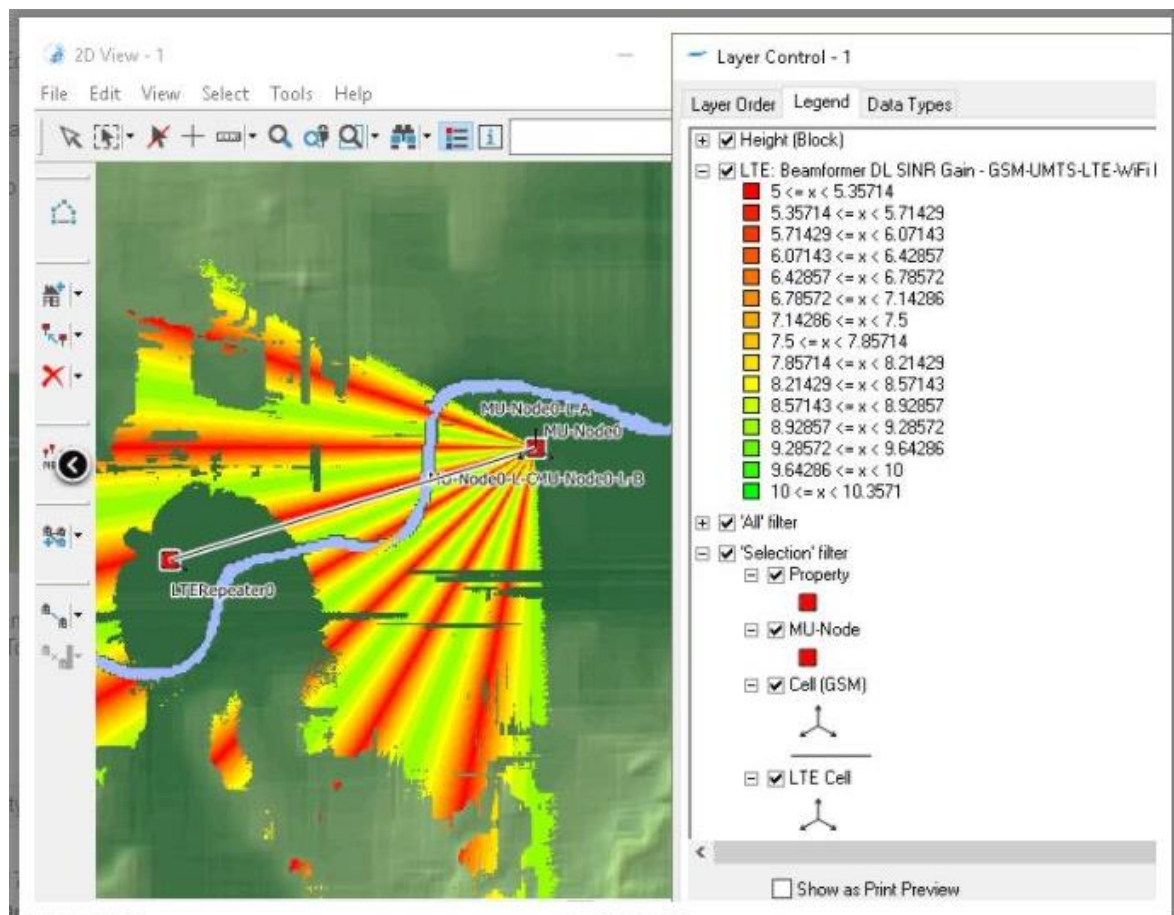 2D View - 1
File Edit View Select Tools Help
MU-Node0-L-A
MU-Node0
MU-Node0-L-C MU-Node0-L-B
LTERepeater0
Layer Control - 1
Layer Order Legend Data Types
Height (Block)
LTE: Beamformer DL SINR Gain - GSM-UMTS-LTE-WiFi
5 <= x < 5.35714
5.35714 <= x < 5.71429
5.71429 <= x < 6.07143
6.07143 <= x < 6.42857
6.42857 <= x < 6.78572
6.78572 <= x < 7.14286
7.14286 <= x < 7.5
7.5 <= x < 7.85714
7.85714 <= x < 8.21429
8.21429 <= x < 8.57143
8.57143 <= x < 8.92857
8.92857 <= x < 9.28572
9.28572 <= x < 9.64286
9.64286 <= x < 10
10 <= x < 10.3571
'All' filter
'Selection' filter
Property
MU-Node
Cell (GSM)
LTE Cell
Show as Print Preview